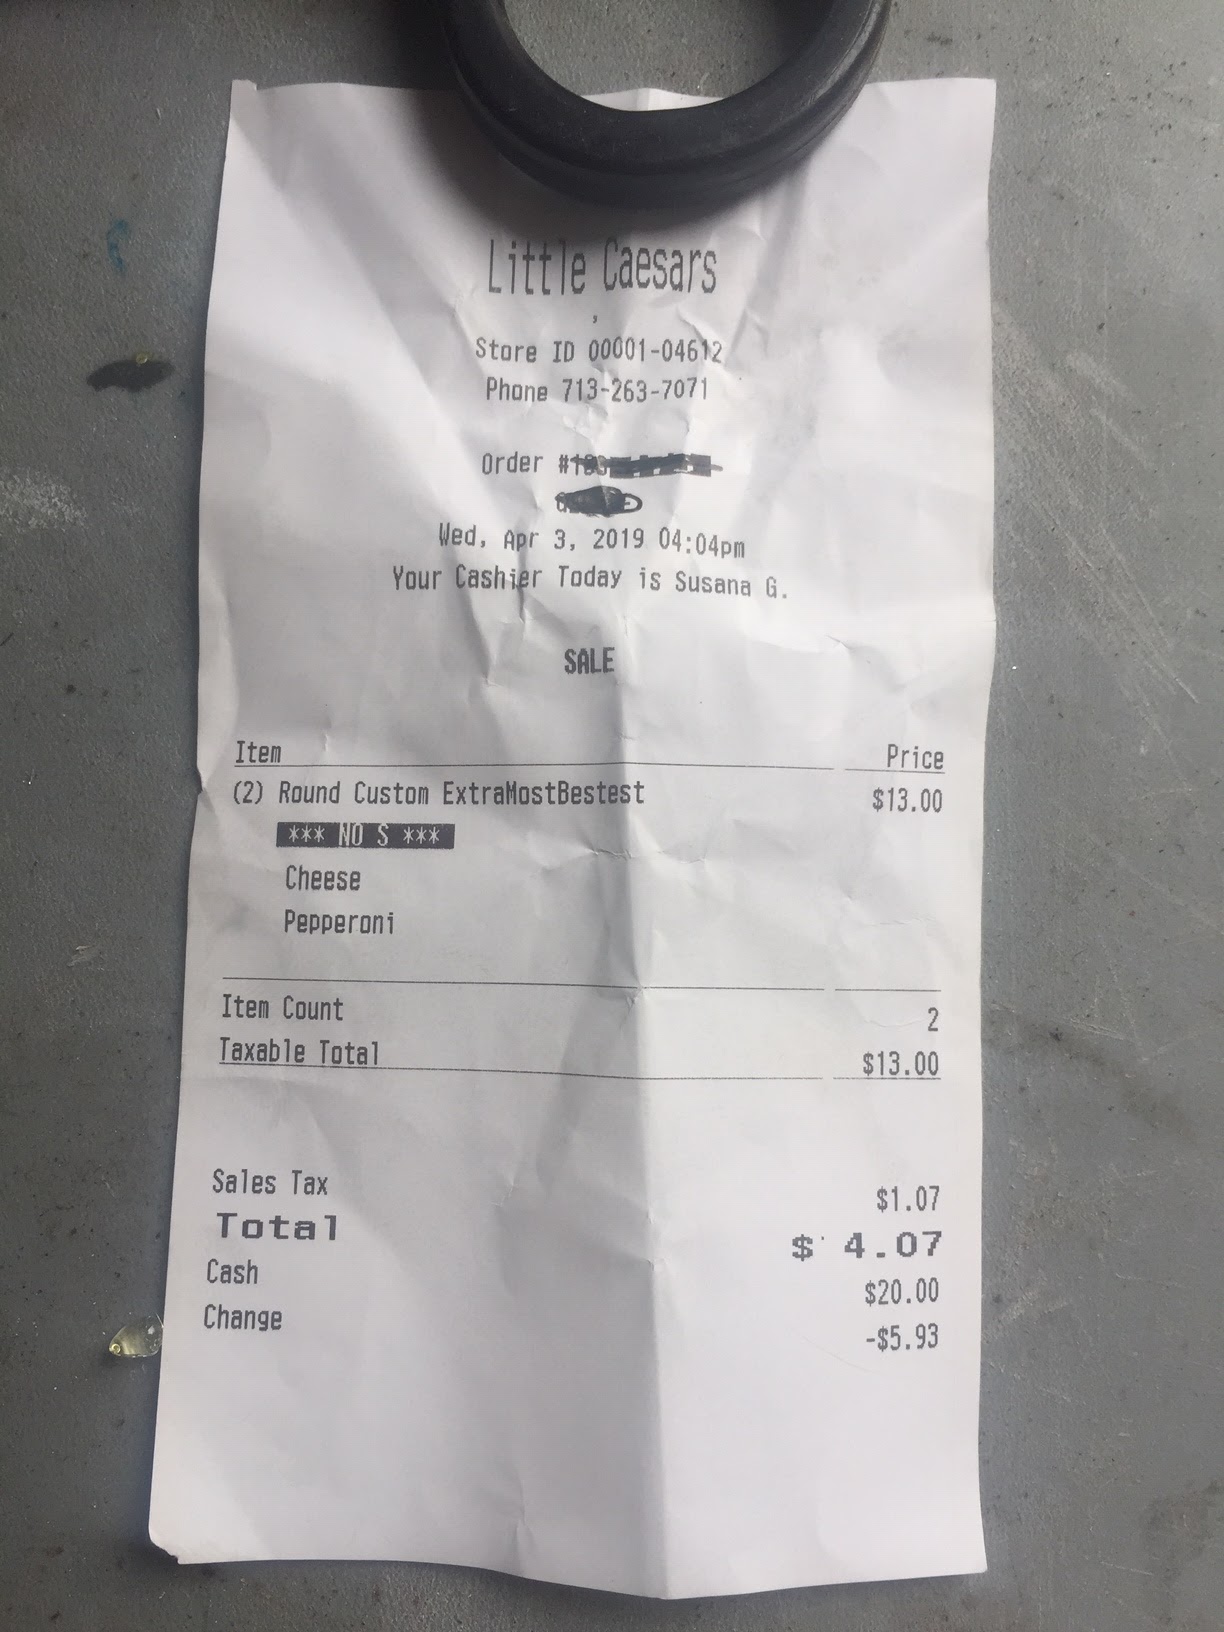 Little Caesars
,
Store ID 00001-04612
Phone 713-263-7071
Order
Wed, Apr 3, 2019 04:04pm
Your Cashier Today is Susana G.
SALE
Item Price
(2) Round Custom ExtraMostBestest $13.00
*** NO S ***
Cheese
Pepperoni
Item Count 2
Taxable Total $13.00
Sales Tax $1.07
Total $ 4.07
Cash $20.00
Change -$5.93